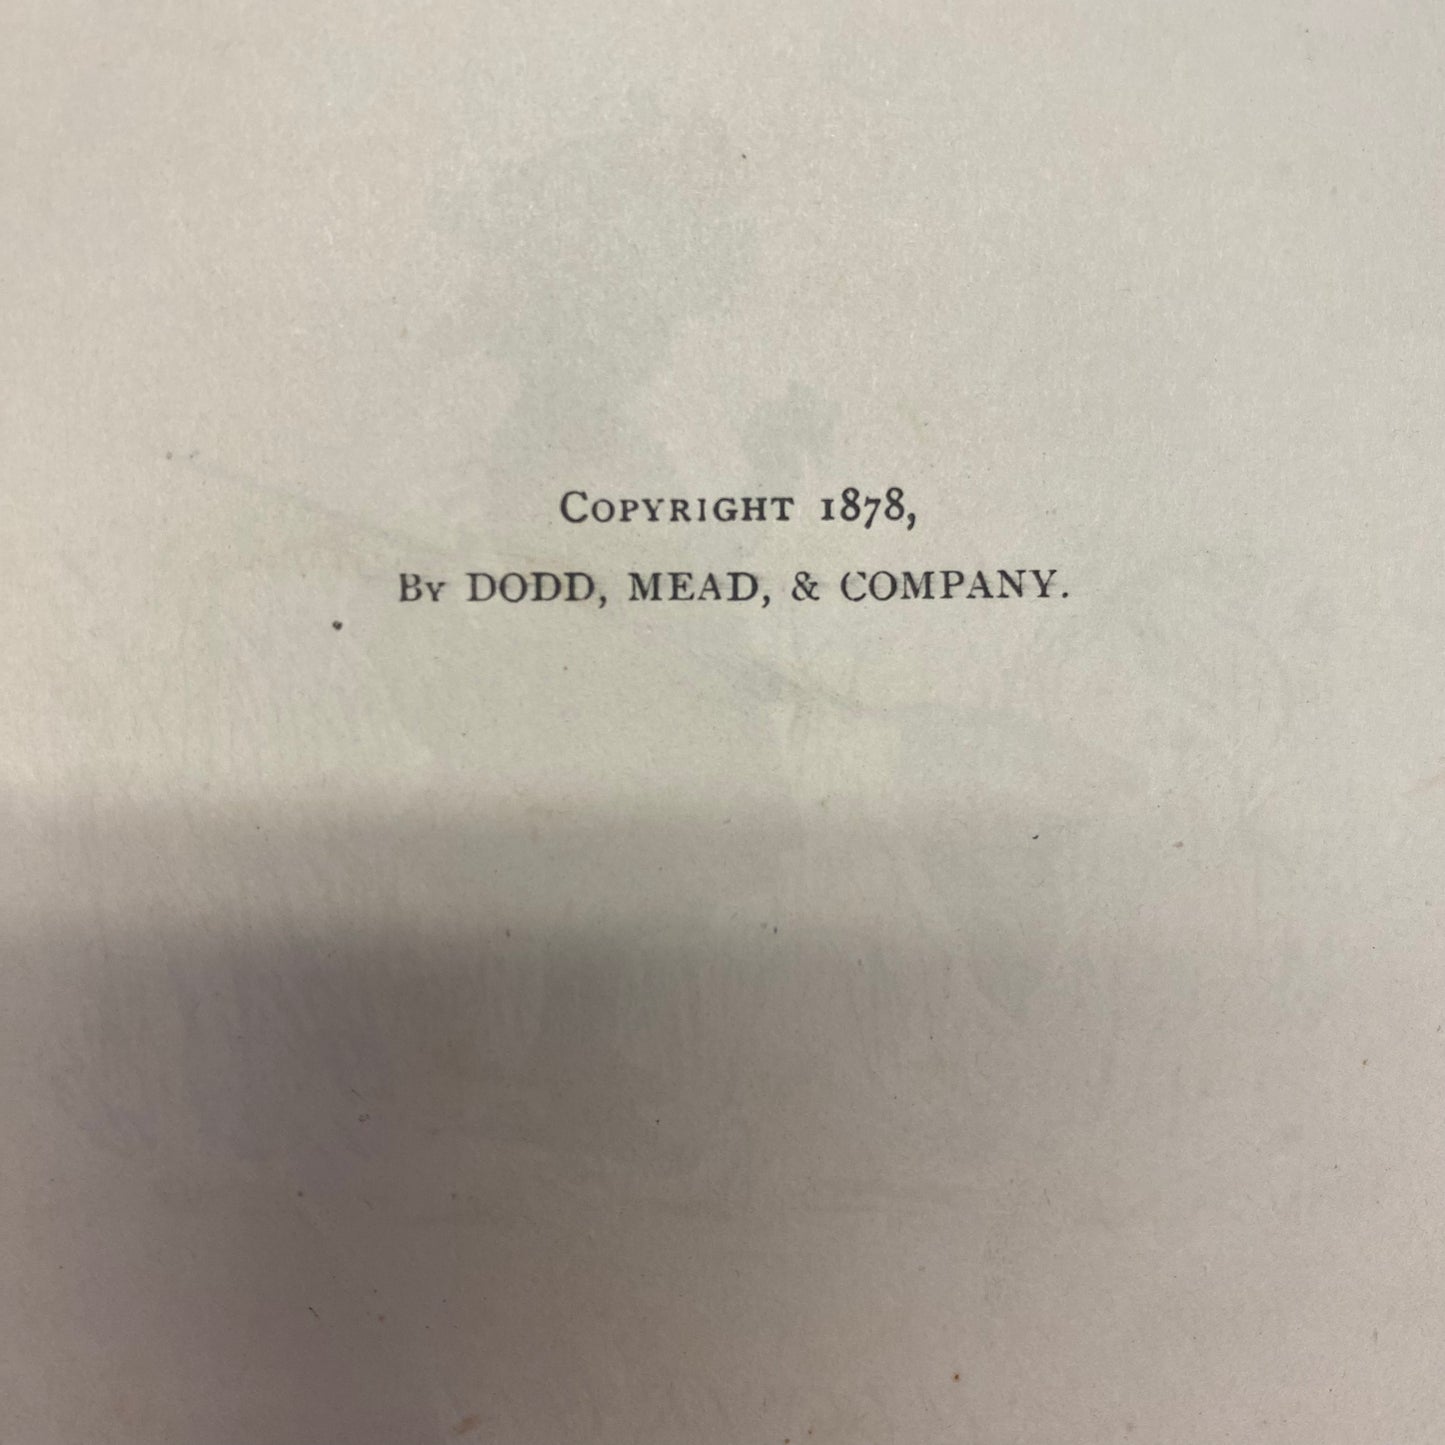 COPYRIGHT 1878,
By DODD, MEAD, & COMPANY.